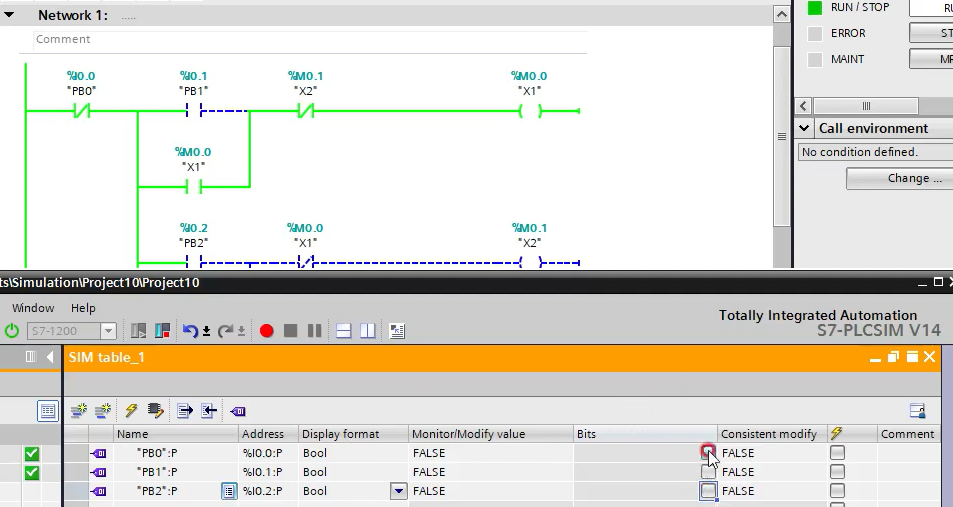 Network 1: .....
Comment
%I0.0
"PB0"
%I0.1
"PB1"
%M0.1
"X2"
%M0.0
"X1"
%M0.0
"X1"
%I0.2
"PB2"
%M0.0
"X1"
%M0.1
"X2"
RUN / STOP
RU
ERROR
ST
MAINT
MR
Call environment
No condition defined.
Change ...
ts\Simulation\Project10\Project10
Window Help
Totally Integrated Automation
S7-PLCSIM V14
S7-1200
SIM table_1
Name Address Display format Monitor/Modify value Bits Consistent modify Comment
"PB0":P %I0.0:P Bool FALSE FALSE
"PB1":P %I0.1:P Bool FALSE FALSE
"PB2":P %I0.2:P Bool FALSE FALSE